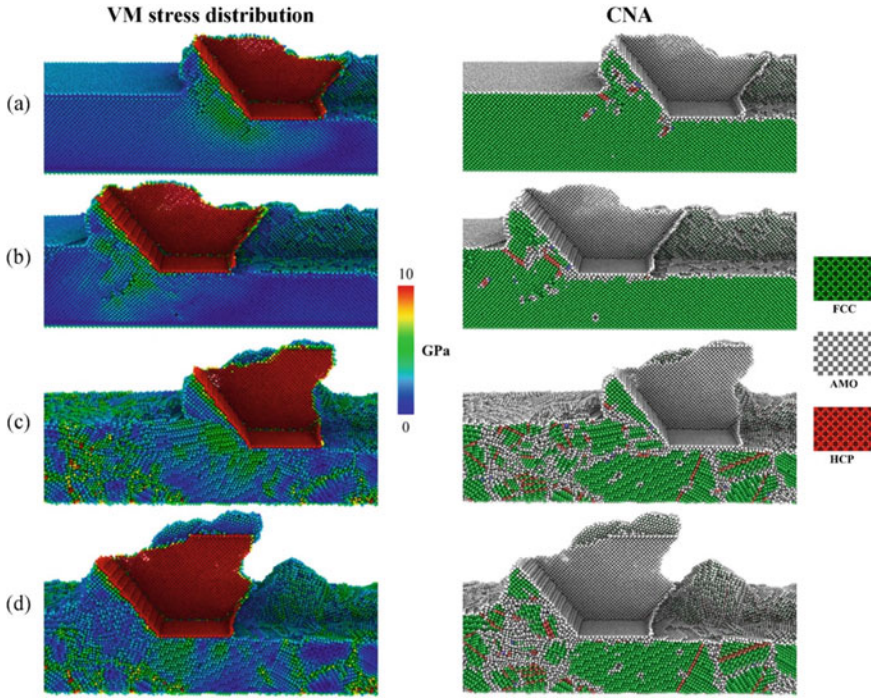 VM stress distribution
CNA
(a)
(b)
10
GPa
0
FCC
AMO
HCP
(c)
(d)